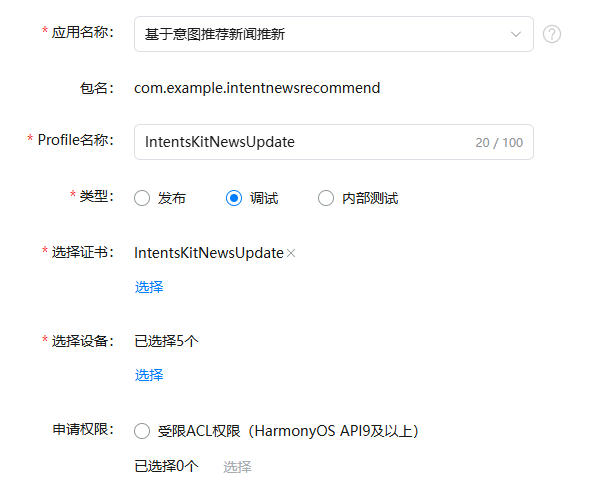 * 应用名称： 基于意图推荐新闻推新
包名： com.example.intentnewsrecommend
* Profile名称： IntentsKitNewsUpdate 20 / 100
* 类型： 发布 调试 内部测试
* 选择证书： IntentsKitNewsUpdate×
选择
* 选择设备： 已选择5个
选择
申请权限： 受限ACL权限（HarmonyOS API9及以上）
已选择0个 选择